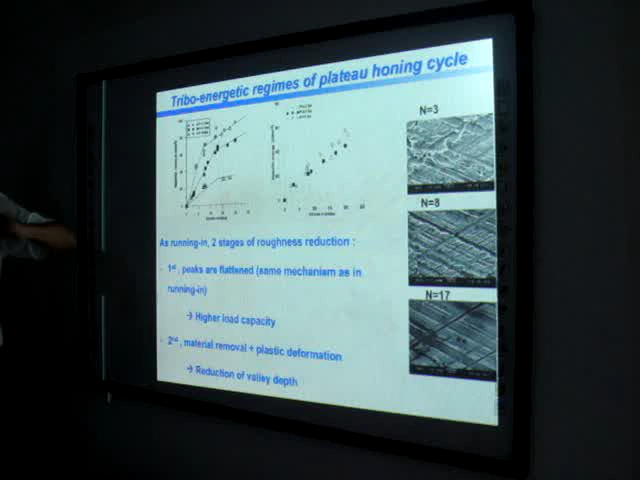 Tribo-energetic regimes of plateau honing cycle
N=3
N=8
N=17
As running-in, 2 stages of roughness reduction :
- 1st , peaks are flattened (same mechanism as in
running-in)
→ Higher load capacity
- 2nd , material removal + plastic deformation
→ Reduction of valley depth